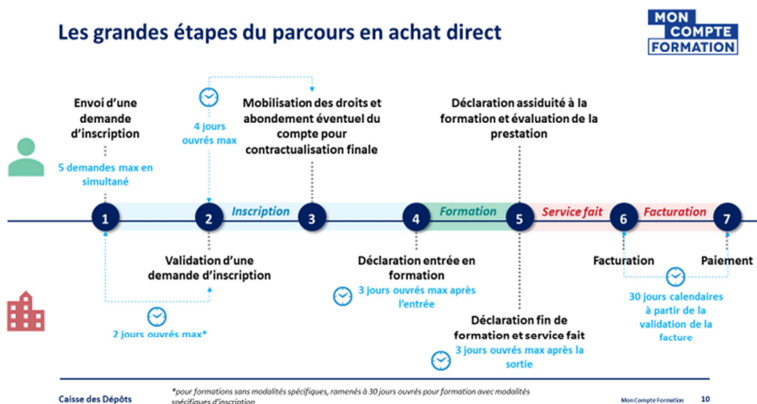 Les grandes étapes du parcours en achat direct
MON
COMPTE
FORMATION
Envoi d'une
demande
d'inscription
5 demandes max en
simultané
4 jours
ouvrés max
Mobilisation des droits et
abondement éventuel du
compte pour
contractualisation finale
Déclaration assiduité à la
formation et évaluation de la
prestation
1
2
Inscription
3
4
Formation
5
Service fait
6
Facturation
7
Validation d'une
demande d'inscription
2 jours ouvrés max*
Déclaration entrée en
formation
3 jours ouvrés max après
l'entrée
Déclaration fin de
formation et service fait
3 jours ouvrés max après la
sortie
Facturation
Paiement
30 jours calendaires
à partir de la
validation de la
facture
Caisse des Dépôts
*pour formations sans modalités spécifiques, ramenés à 30 jours ouvrés pour formation avec modalités
spécifiques d'inscription
Mon Compte Formation
10